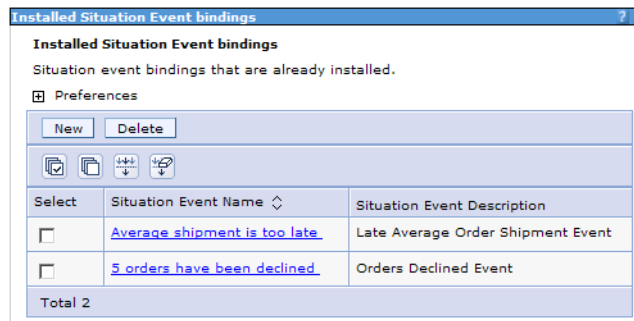 Installed Situation Event bindings ?
Installed Situation Event bindings
Situation event bindings that are already installed.
Preferences
New Delete
Select Situation Event Name Situation Event Description
Average shipment is too late Late Average Order Shipment Event
5 orders have been declined Orders Declined Event
Total 2